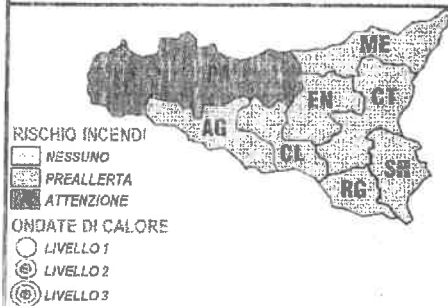 ME
PA
EN
CT
AG
CL
SR
RG
RISCHIO INCENDI
NESSUNO
PREALLERTA
ATTENZIONE
ONDATE DI CALORE
LIVELLO 1
LIVELLO 2
LIVELLO 3